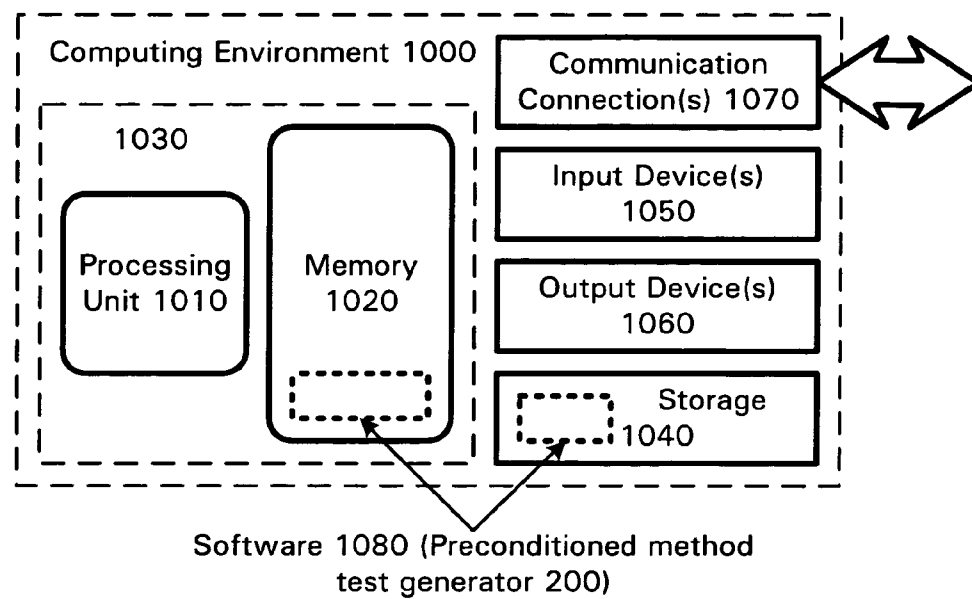 Computing Environment 1000
Communication
Connection(s) 1070
1030
Input Device(s)
1050
Processing
Unit 1010
Memory
1020
Output Device(s)
1060
Storage
1040
Software 1080 (Preconditioned method
test generator 200)